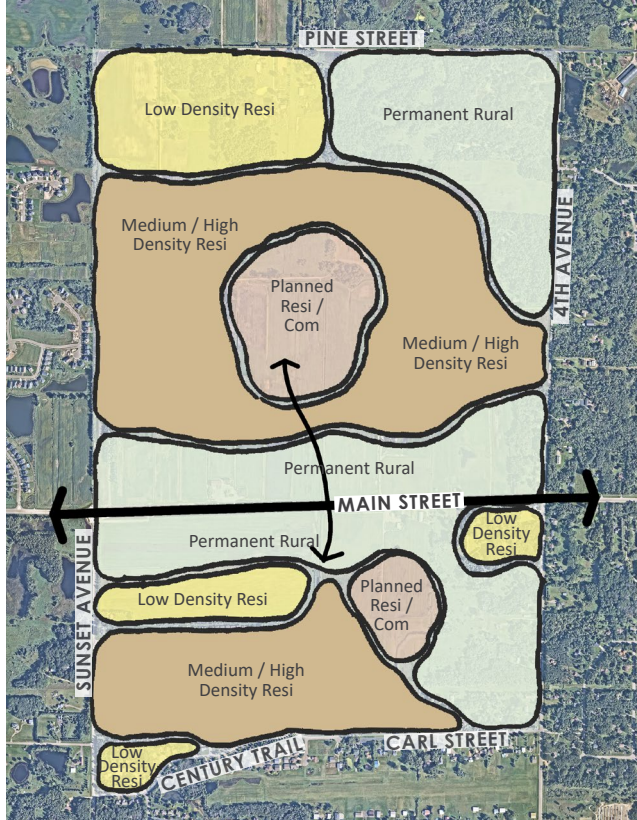 PINE STREET
Low Density Resi
Permanent Rural
4TH AVENUE
Medium / High
Density Resi
Planned
Resi /
Com
Medium / High
Density Resi
Permanent Rural
MAIN STREET
Low
Density
Resi
Permanent Rural
SUNSET AVENUE
Low Density Resi
Planned
Resi /
Com
Medium / High
Density Resi
CARL STREET
CENTURY TRAIL
Low
Density
Resi